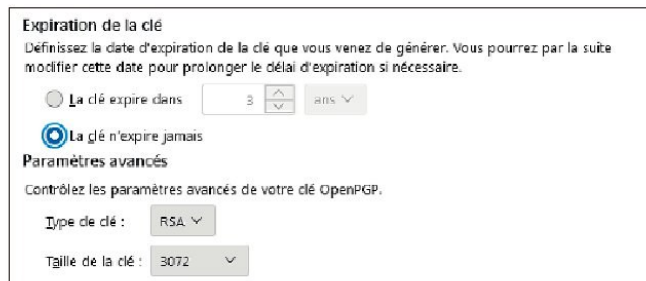 Expiration de la clé
Définissez la date d'expiration de la clé que vous venez de générer. Vous pourrez par la suite
modifier cette date pour prolonger le délai d'expiration si nécessaire.
La clé expire dans 3 ans
La clé n'expire jamais
Paramètres avancés
Contrôlez les paramètres avancés de votre clé OpenPGP.
Type de clé : RSA
Taille de la clé : 3072